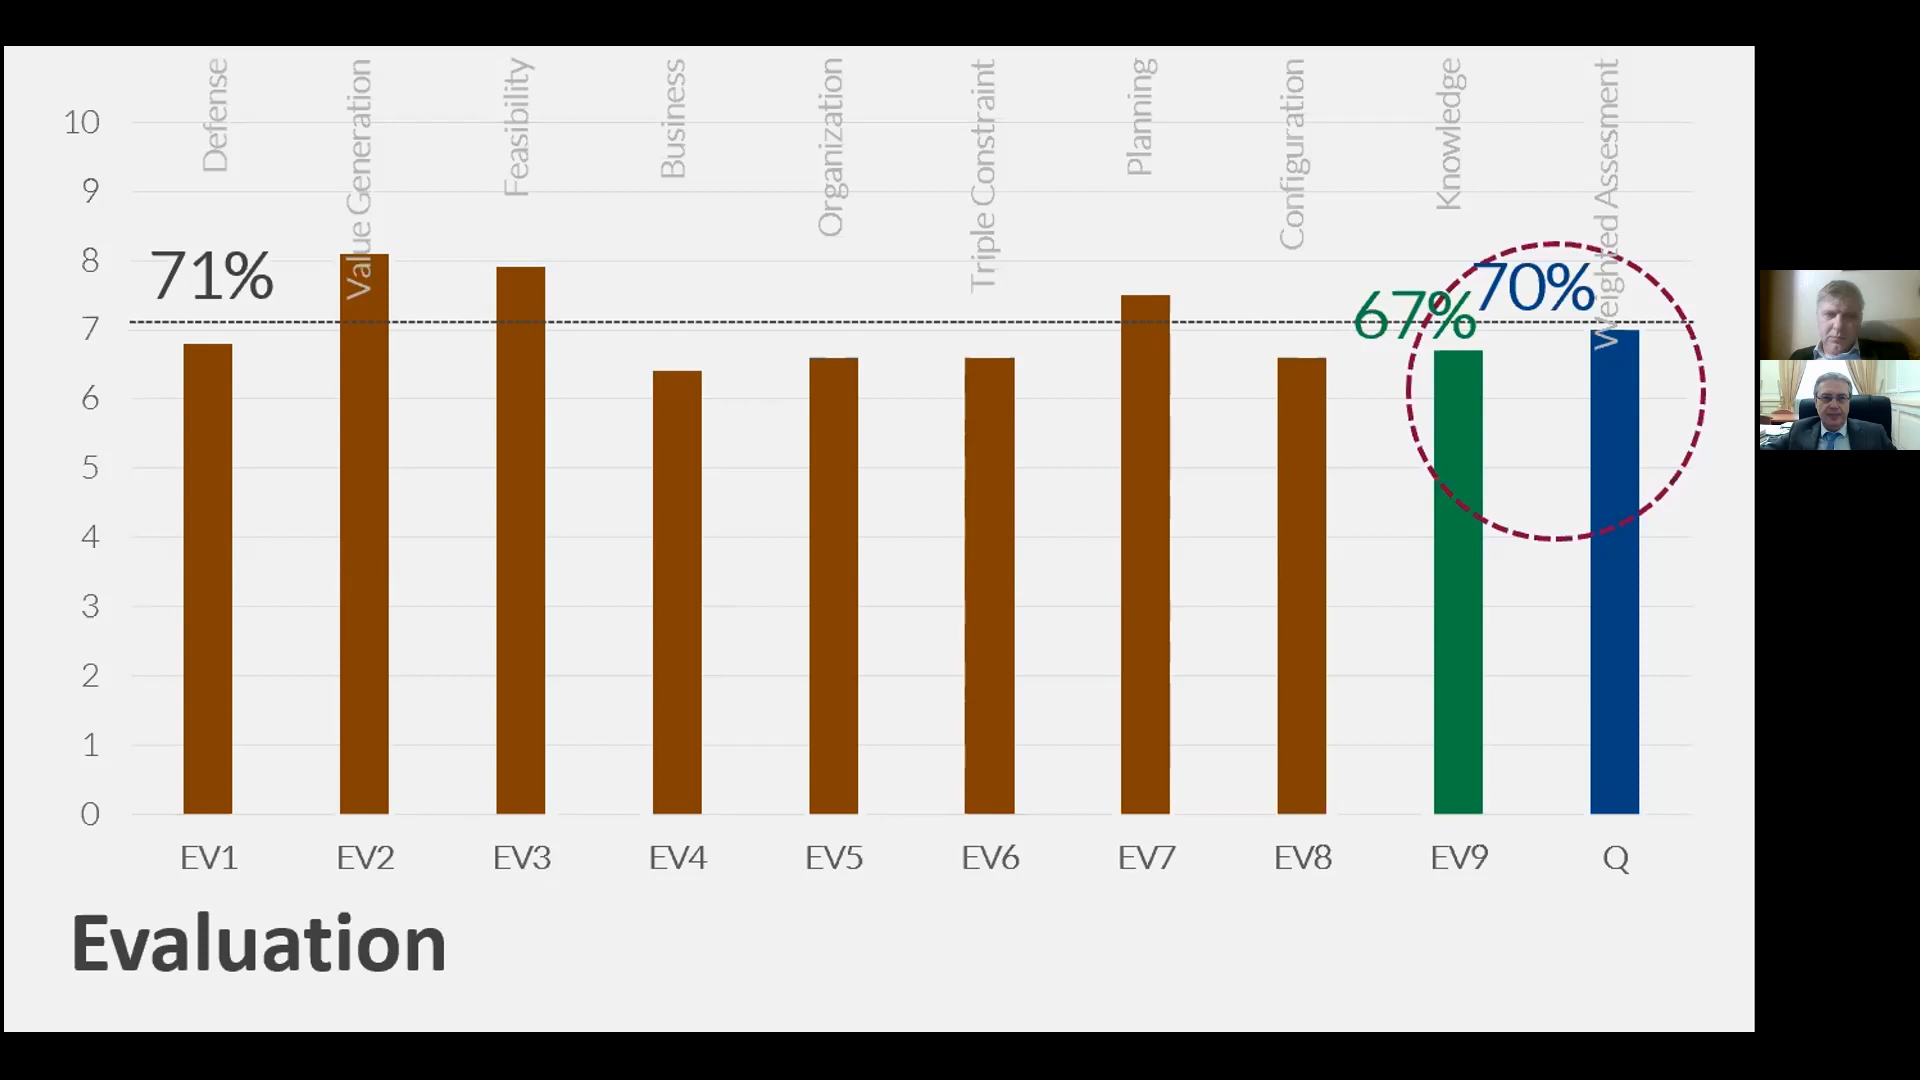 Defense
Value Generation
Feasibility
Business
Organization
Triple Constraint
Planning
Configuration
Knowledge
Weighted Assesment
10
9
8
7
6
5
4
3
2
1
0
71%
67%
70%
EV1
EV2
EV3
EV4
EV5
EV6
EV7
EV8
EV9
Q
Evaluation